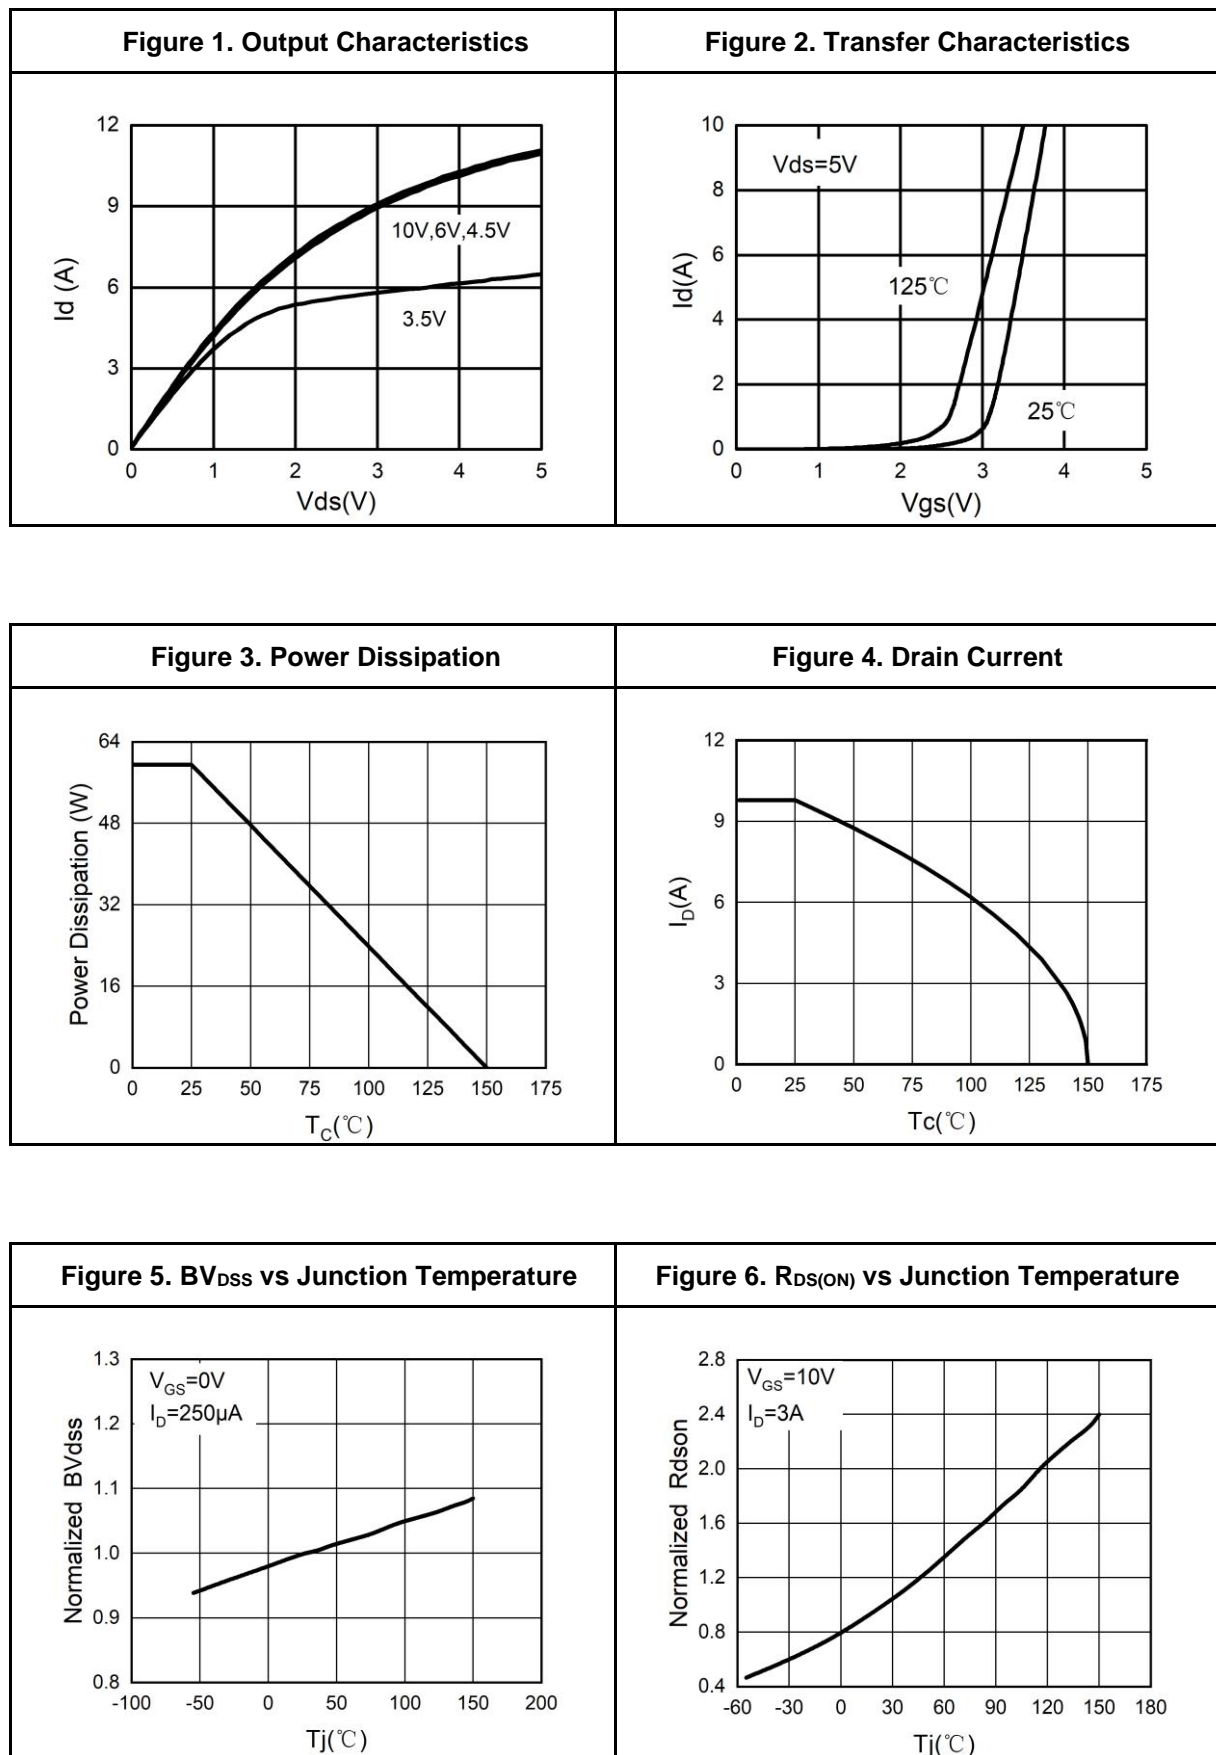 Figure 1. Output Characteristics
Figure 2. Transfer Characteristics
12
9
6
3
0
Id (A)
10V,6V,4.5V
3.5V
0 1 2 3 4 5
Vds(V)
10
8
6
4
2
0
Id(A)
Vds=5V
125℃
25℃
0 1 2 3 4 5
Vgs(V)
Figure 3. Power Dissipation
Figure 4. Drain Current
64
48
32
16
0
Power Dissipation (W)
0 25 50 75 100 125 150 175
TC(℃)
12
9
6
3
0
ID(A)
0 25 50 75 100 125 150 175
Tc(℃)
Figure 5. BVDSS vs Junction Temperature
Figure 6. RDS(ON) vs Junction Temperature
1.3
1.2
1.1
1.0
0.9
0.8
Normalized BVdss
VGS=0V
ID=250μA
-100 -50 0 50 100 150 200
Tj(℃)
2.8
2.4
2.0
1.6
1.2
0.8
0.4
Normalized Rdson
VGS=10V
ID=3A
-60 -30 0 30 60 90 120 150 180
Tj(℃)